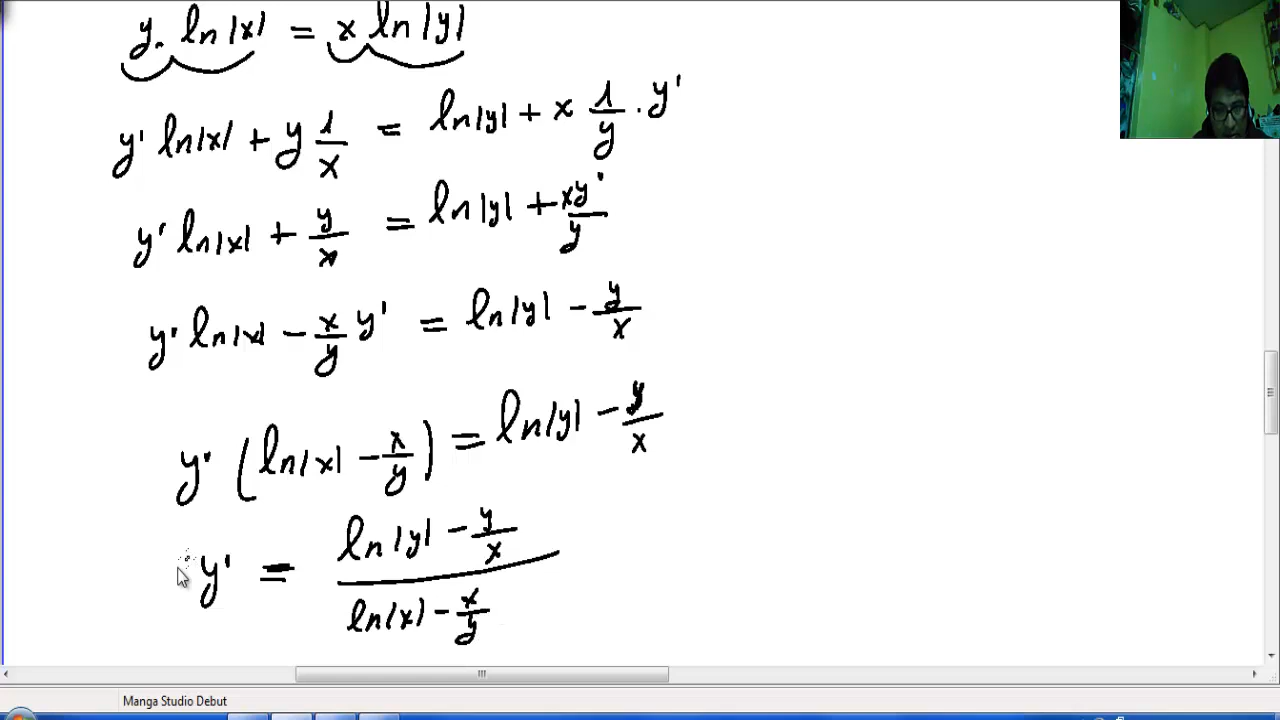 y. ln|x| = x ln|y|
y' ln|x| + y 1/x = ln|y| + x 1/y . y'
y' ln|x| + y/x = ln|y| + xy'/y
y' ln|x| - x/y y' = ln|y| - y/x
y' (ln|x| - x/y) = ln|y| - y/x
y' = (ln|y| - y/x)/(ln|x| - x/y)
Manga Studio Debut